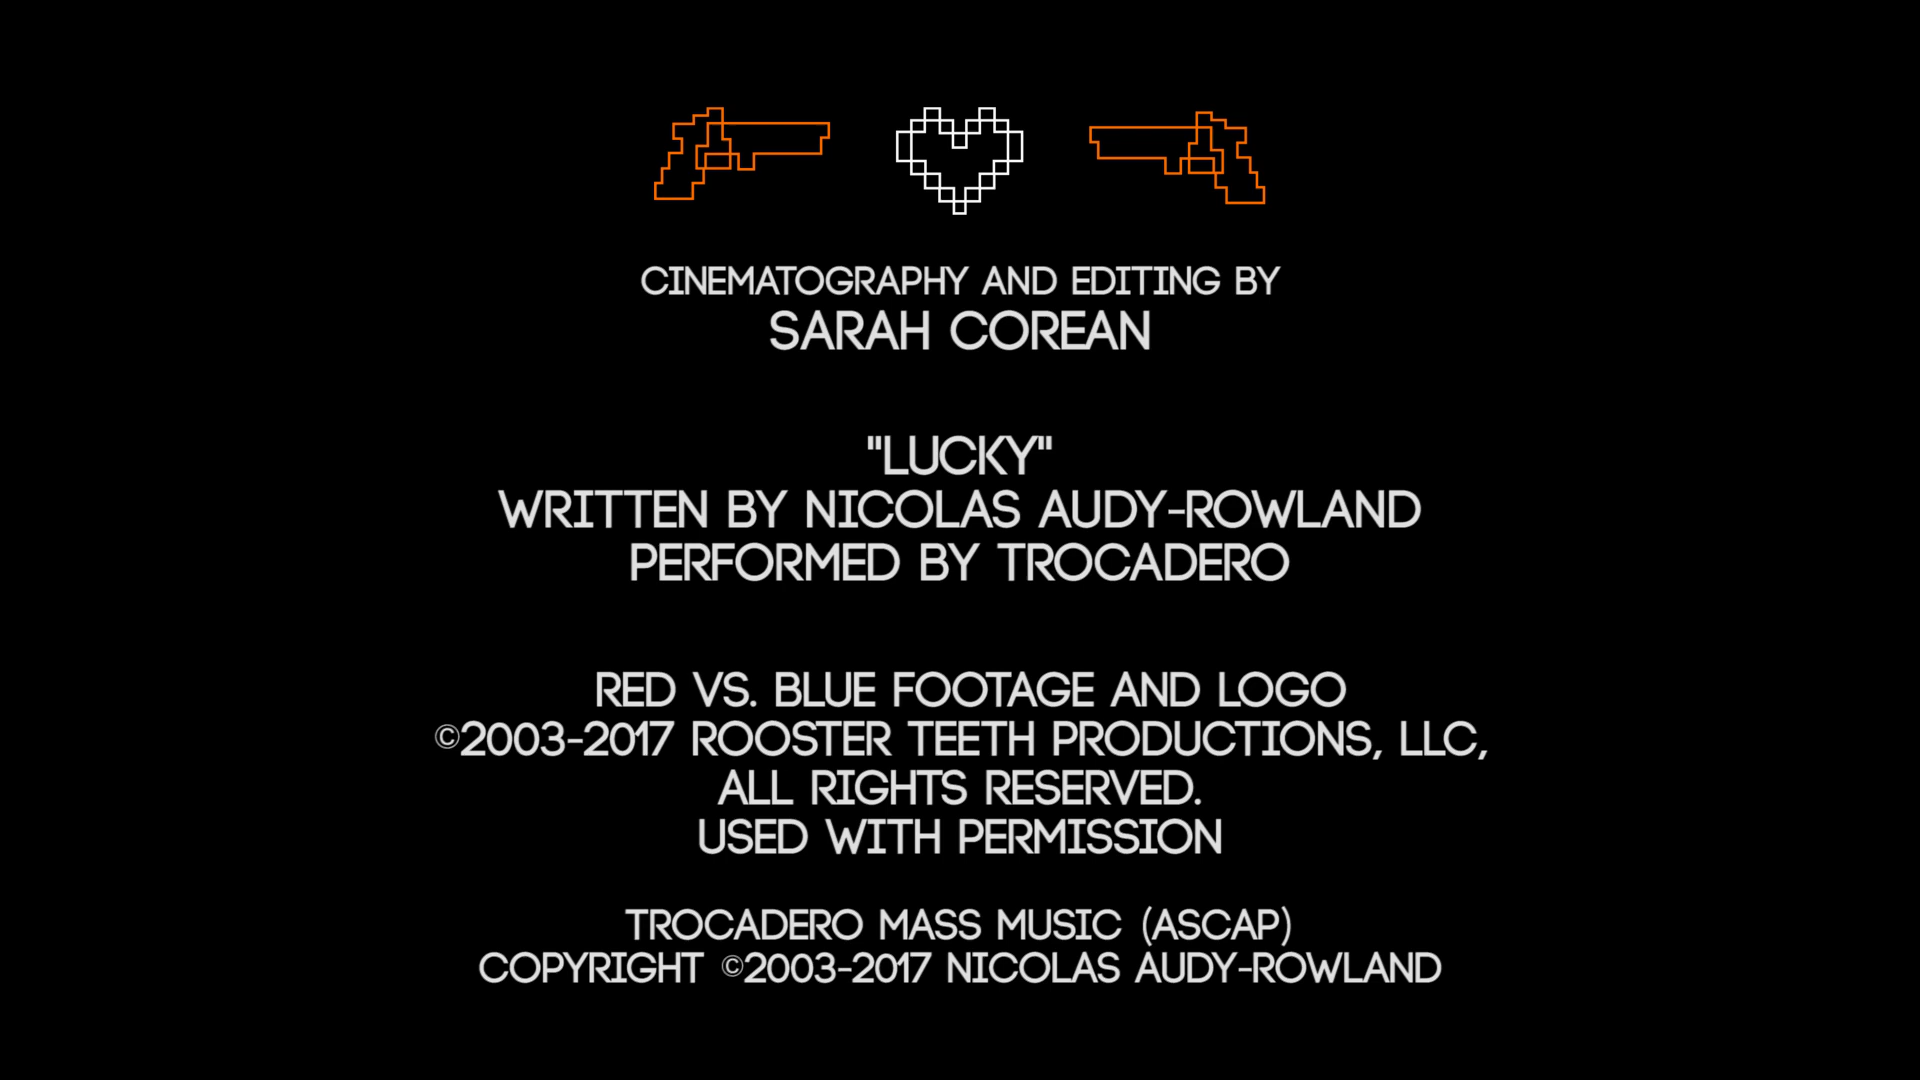 CINEMATOGRAPHY AND EDITING BY
SARAH COREAN
"LUCKY"
WRITTEN BY NICOLAS AUDY-ROWLAND
PERFORMED BY TROCADERO
RED VS. BLUE FOOTAGE AND LOGO
©2003-2017 ROOSTER TEETH PRODUCTIONS, LLC,
ALL RIGHTS RESERVED.
USED WITH PERMISSION
TROCADERO MASS MUSIC (ASCAP)
COPYRIGHT ©2003-2017 NICOLAS AUDY-ROWLAND